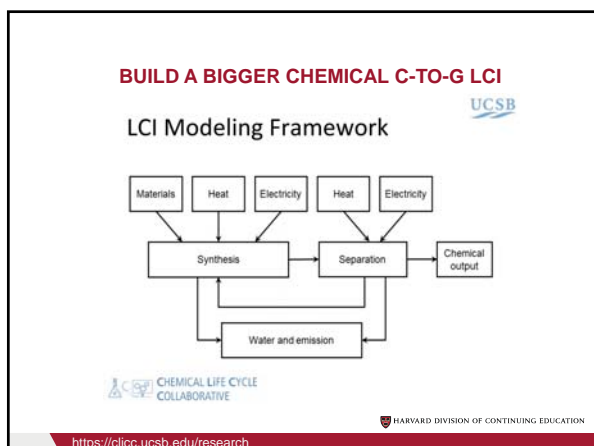 BUILD A BIGGER CHEMICAL C-TO-G LCI
UCSB
LCI Modeling Framework
Materials
Heat
Electricity
Heat
Electricity
Synthesis
Separation
Chemical
output
Water and emission
CHEMICAL LIFE CYCLE
COLLABORATIVE
HARVARD DIVISION OF CONTINUING EDUCATION
https://clicc.ucsb.edu/research